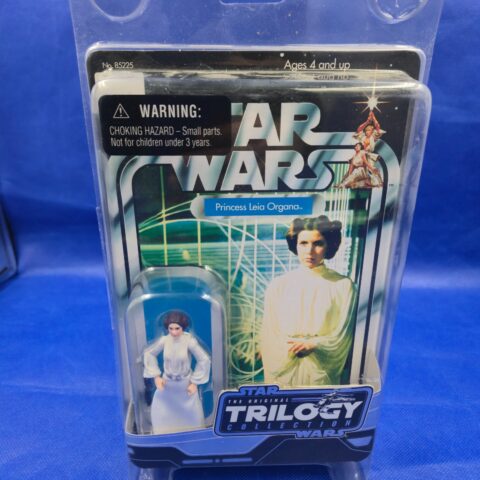 No. 85225
Ages 4 and up
WARNING:
CHOKING HAZARD – Small parts.
Not for children under 3 years.
STAR
WARS
Princess Leia Organa™
STAR
THE ORIGINAL
TRILOGY
COLLECTION
WARS